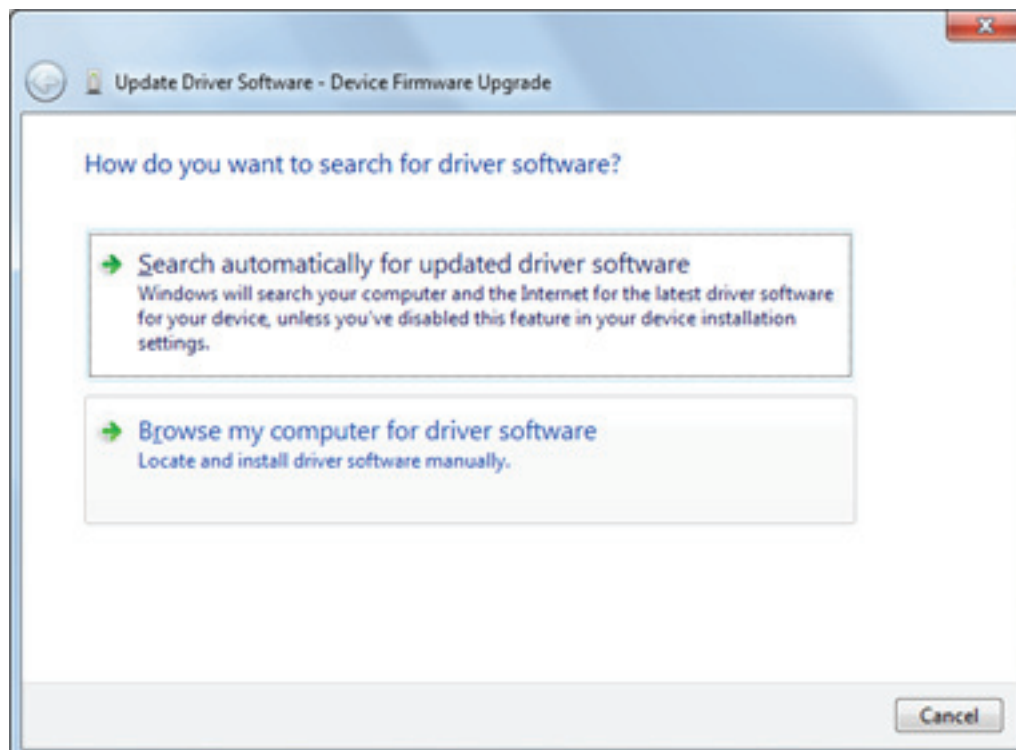 Update Driver Software - Device Firmware Upgrade
How do you want to search for driver software?
Search automatically for updated driver software
Windows will search your computer and the Internet for the latest driver software
for your device, unless you've disabled this feature in your device installation
settings.
Browse my computer for driver software
Locate and install driver software manually.
Cancel